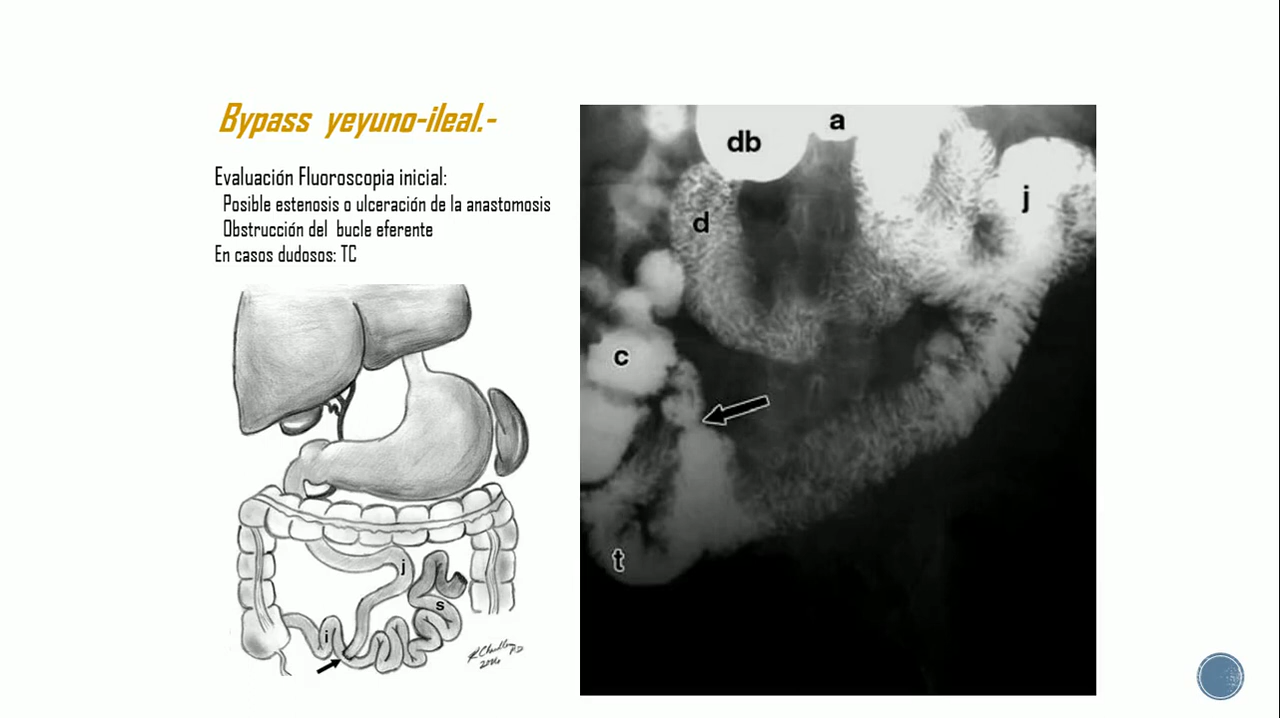 Bypass yeyuno-ileal.-
Evaluación Fluoroscopia inicial:
Posible estenosis o ulceración de la anastomosis
Obstrucción del bucle eferente
En casos dudosos: TC
db
a
d
j
c
t
j
s
i
2016